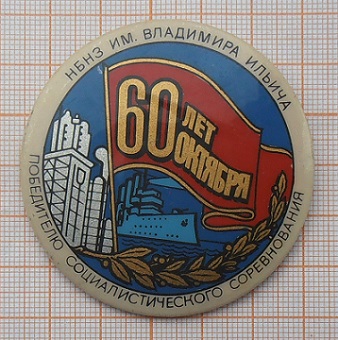 НБНЗ ИМ. ВЛАДИМИРА ИЛЬИЧА
60 ЛЕТ
ОКТЯБРЯ
ПОБЕДИТЕЛЮ СОЦИАЛИСТИЧЕСКОГО СОРЕВНОВАНИЯ